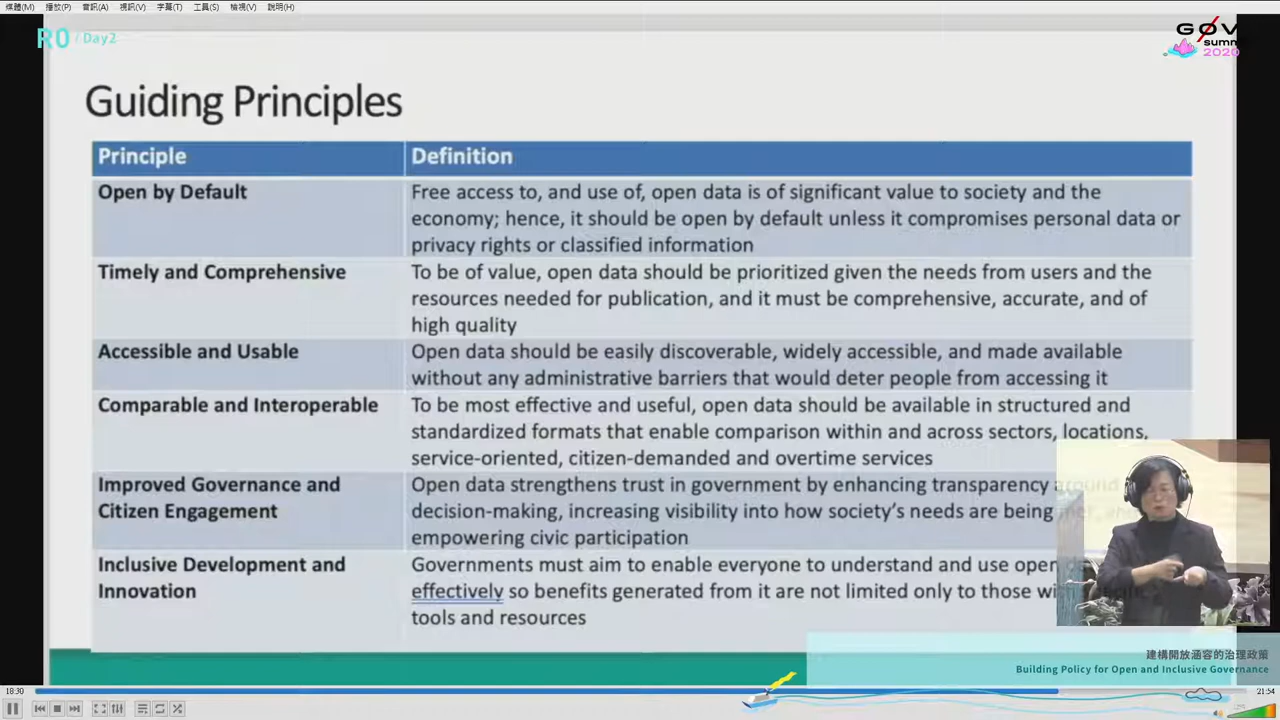 媒體(M) 播放(P) 音訊(A) 視訊(V) 字幕(T) 工具(S) 檢視(V) 說明(H)
R0 / Day2
GØV
summ
2020
Guiding Principles
Principle Definition
Open by Default
Free access to, and use of, open data is of significant value to society and the
economy; hence, it should be open by default unless it compromises personal data or
privacy rights or classified information
Timely and Comprehensive
To be of value, open data should be prioritized given the needs from users and the
resources needed for publication, and it must be comprehensive, accurate, and of
high quality
Accessible and Usable
Open data should be easily discoverable, widely accessible, and made available
without any administrative barriers that would deter people from accessing it
Comparable and Interoperable
To be most effective and useful, open data should be available in structured and
standardized formats that enable comparison within and across sectors, locations,
service-oriented, citizen-demanded and overtime services
Improved Governance and
Citizen Engagement
Open data strengthens trust in government by enhancing transparency around
decision-making, increasing visibility into how society's needs are being
empowering civic participation
Inclusive Development and
Innovation
Governments must aim to enable everyone to understand and use open
effectively so benefits generated from it are not limited only to those
tools and resources
建構開放涵容的治理政策
Building Policy for Open and Inclusive Governance
18:30
21:54